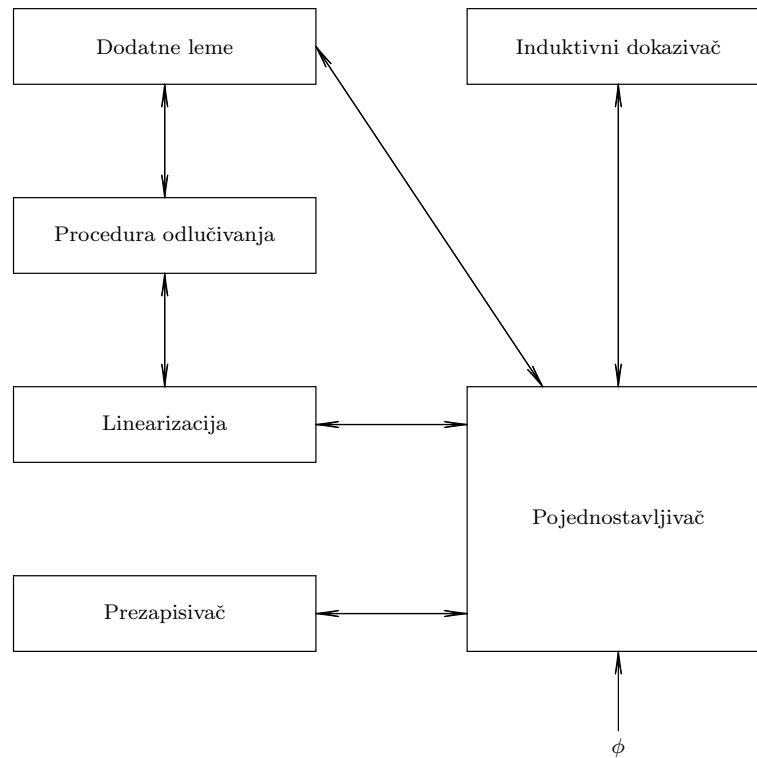 Dodatne leme
Induktivni dokazivač
Procedura odlučivanja
Linearizacija
Pojednostavljivač
Prezapisivač
ϕ